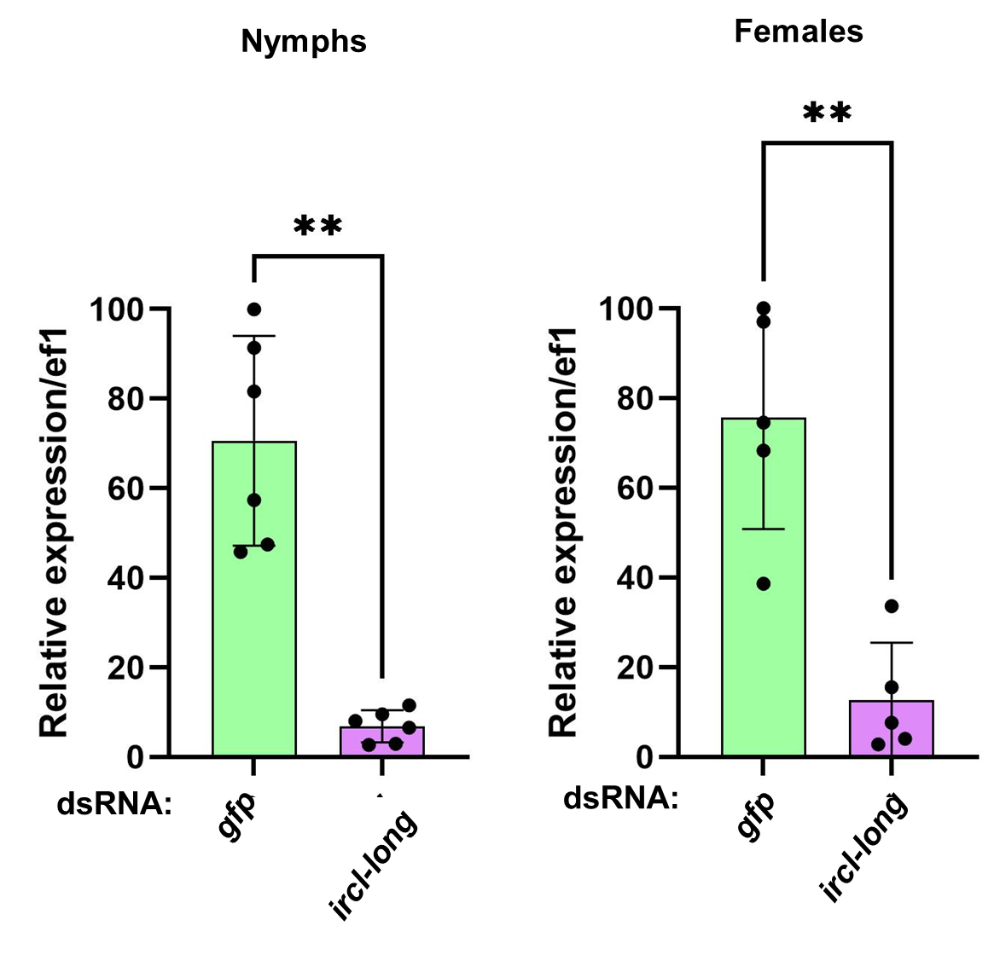 Nymphs
**
100
80
60
40
20
0
Relative expression/ef1
dsRNA:
gfp
ircl-long
Females
**
100
80
60
40
20
0
Relative expression/ef1
dsRNA:
gfp
ircl-long